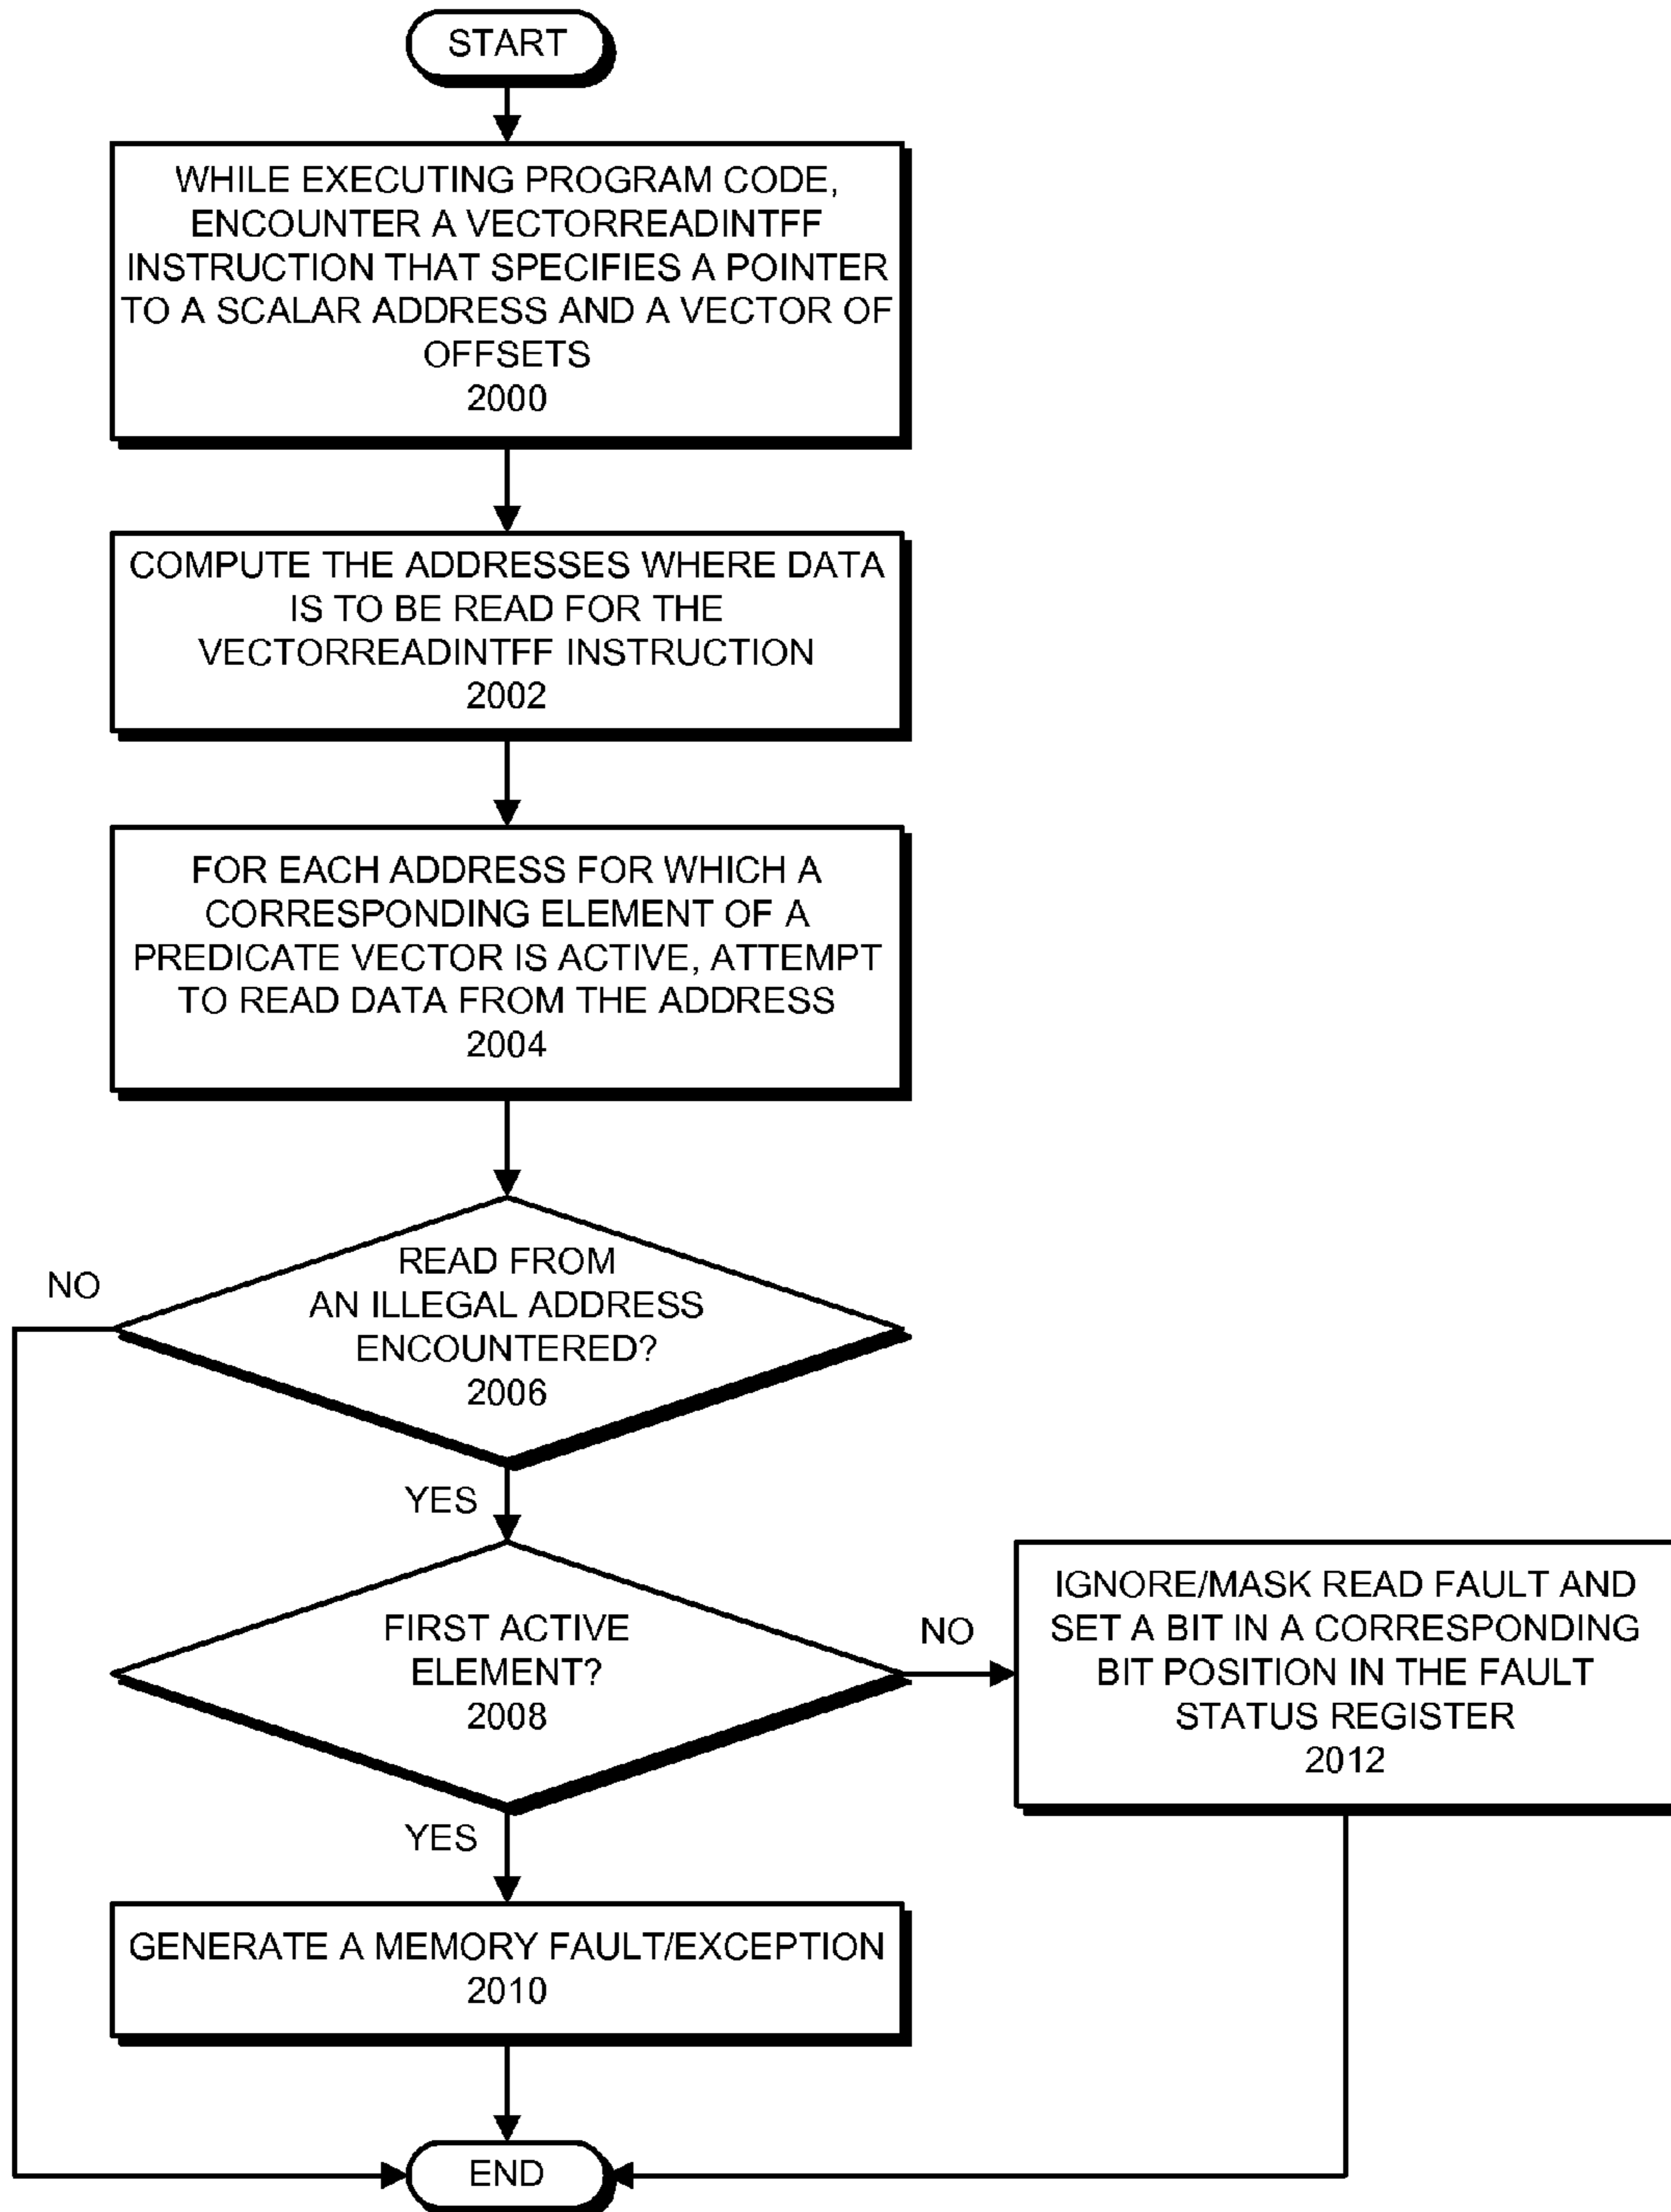 START
WHILE EXECUTING PROGRAM CODE,
ENCOUNTER A VECTORREADINTFF
INSTRUCTION THAT SPECIFIES A POINTER
TO A SCALAR ADDRESS AND A VECTOR OF
OFFSETS
2000
COMPUTE THE ADDRESSES WHERE DATA
IS TO BE READ FOR THE
VECTORREADINTFF INSTRUCTION
2002
FOR EACH ADDRESS FOR WHICH A
CORRESPONDING ELEMENT OF A
PREDICATE VECTOR IS ACTIVE, ATTEMPT
TO READ DATA FROM THE ADDRESS
2004
READ FROM
AN ILLEGAL ADDRESS
ENCOUNTERED?
2006
NO
YES
FIRST ACTIVE
ELEMENT?
2008
NO
IGNORE/MASK READ FAULT AND
SET A BIT IN A CORRESPONDING
BIT POSITION IN THE FAULT
STATUS REGISTER
2012
YES
GENERATE A MEMORY FAULT/EXCEPTION
2010
END